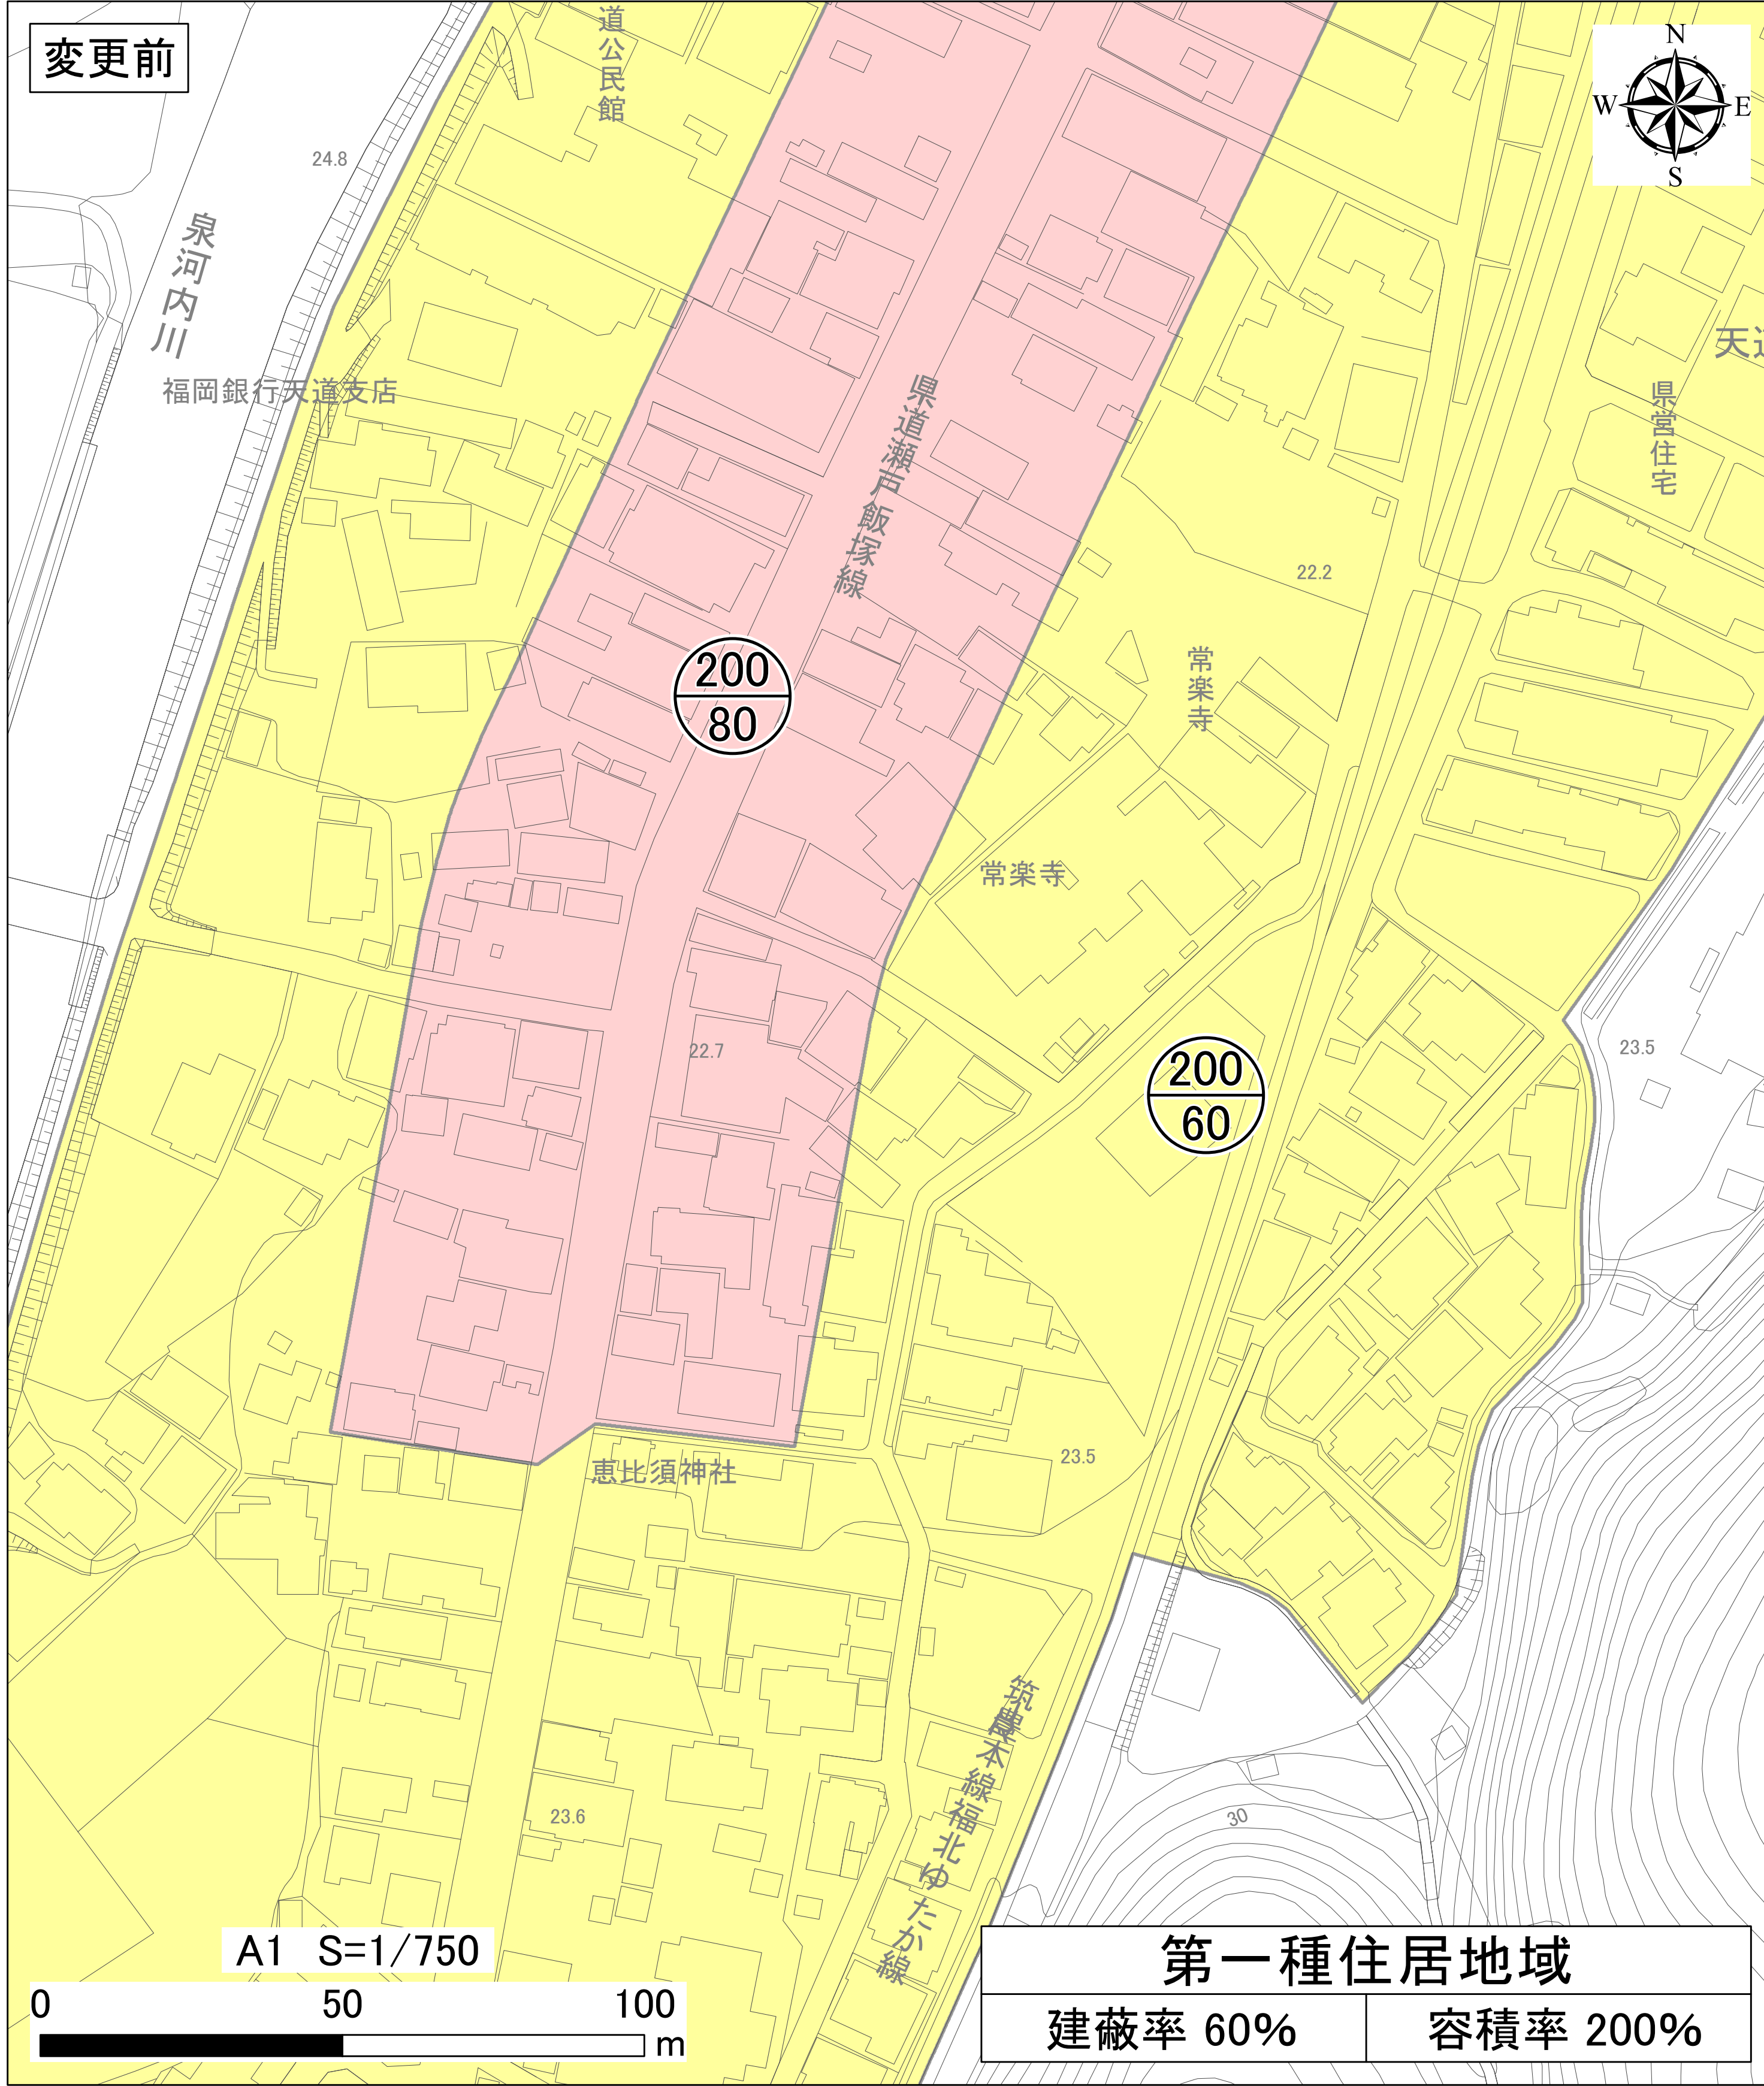 変更前
道公民館
N
W
E
S
24.8
泉河内川
福岡銀行天道支店
県道瀬戸飯塚線
天道
県営住宅
22.2
常楽寺
200
80
常楽寺
22.7
200
60
23.5
恵比須神社
23.5
筑豊本線福北ゆたか線
23.6
30
A1 S=1/750
0 50 100
m
第一種住居地域
建蔽率 60%
容積率 200%